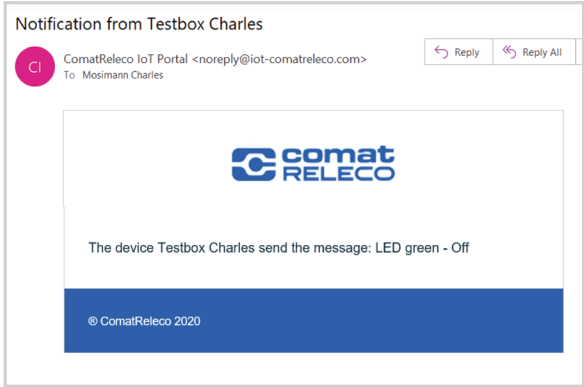 Notification from Testbox Charles
CI
ComatReleco IoT Portal <noreply@iot-comatreleco.com>
To Mosimann Charles
Reply
Reply All
comat
RELECO
The device Testbox Charles send the message: LED green - Off
® ComatReleco 2020